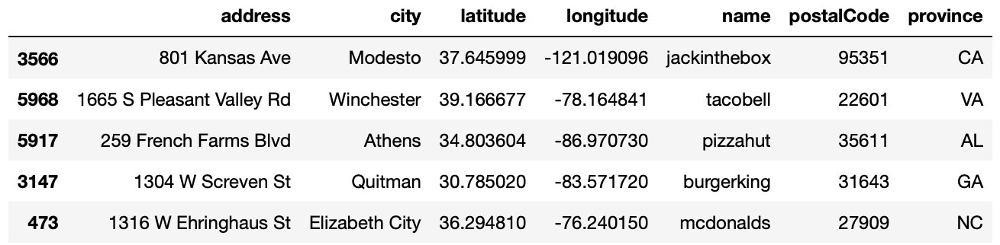 address city latitude longitude name postalCode province
3566 801 Kansas Ave Modesto 37.645999 -121.019096 jackinthebox 95351 CA
5968 1665 S Pleasant Valley Rd Winchester 39.166677 -78.164841 tacobell 22601 VA
5917 259 French Farms Blvd Athens 34.803604 -86.970730 pizzahut 35611 AL
3147 1304 W Screven St Quitman 30.785020 -83.571720 burgerking 31643 GA
473 1316 W Ehringhaus St Elizabeth City 36.294810 -76.240150 mcdonalds 27909 NC